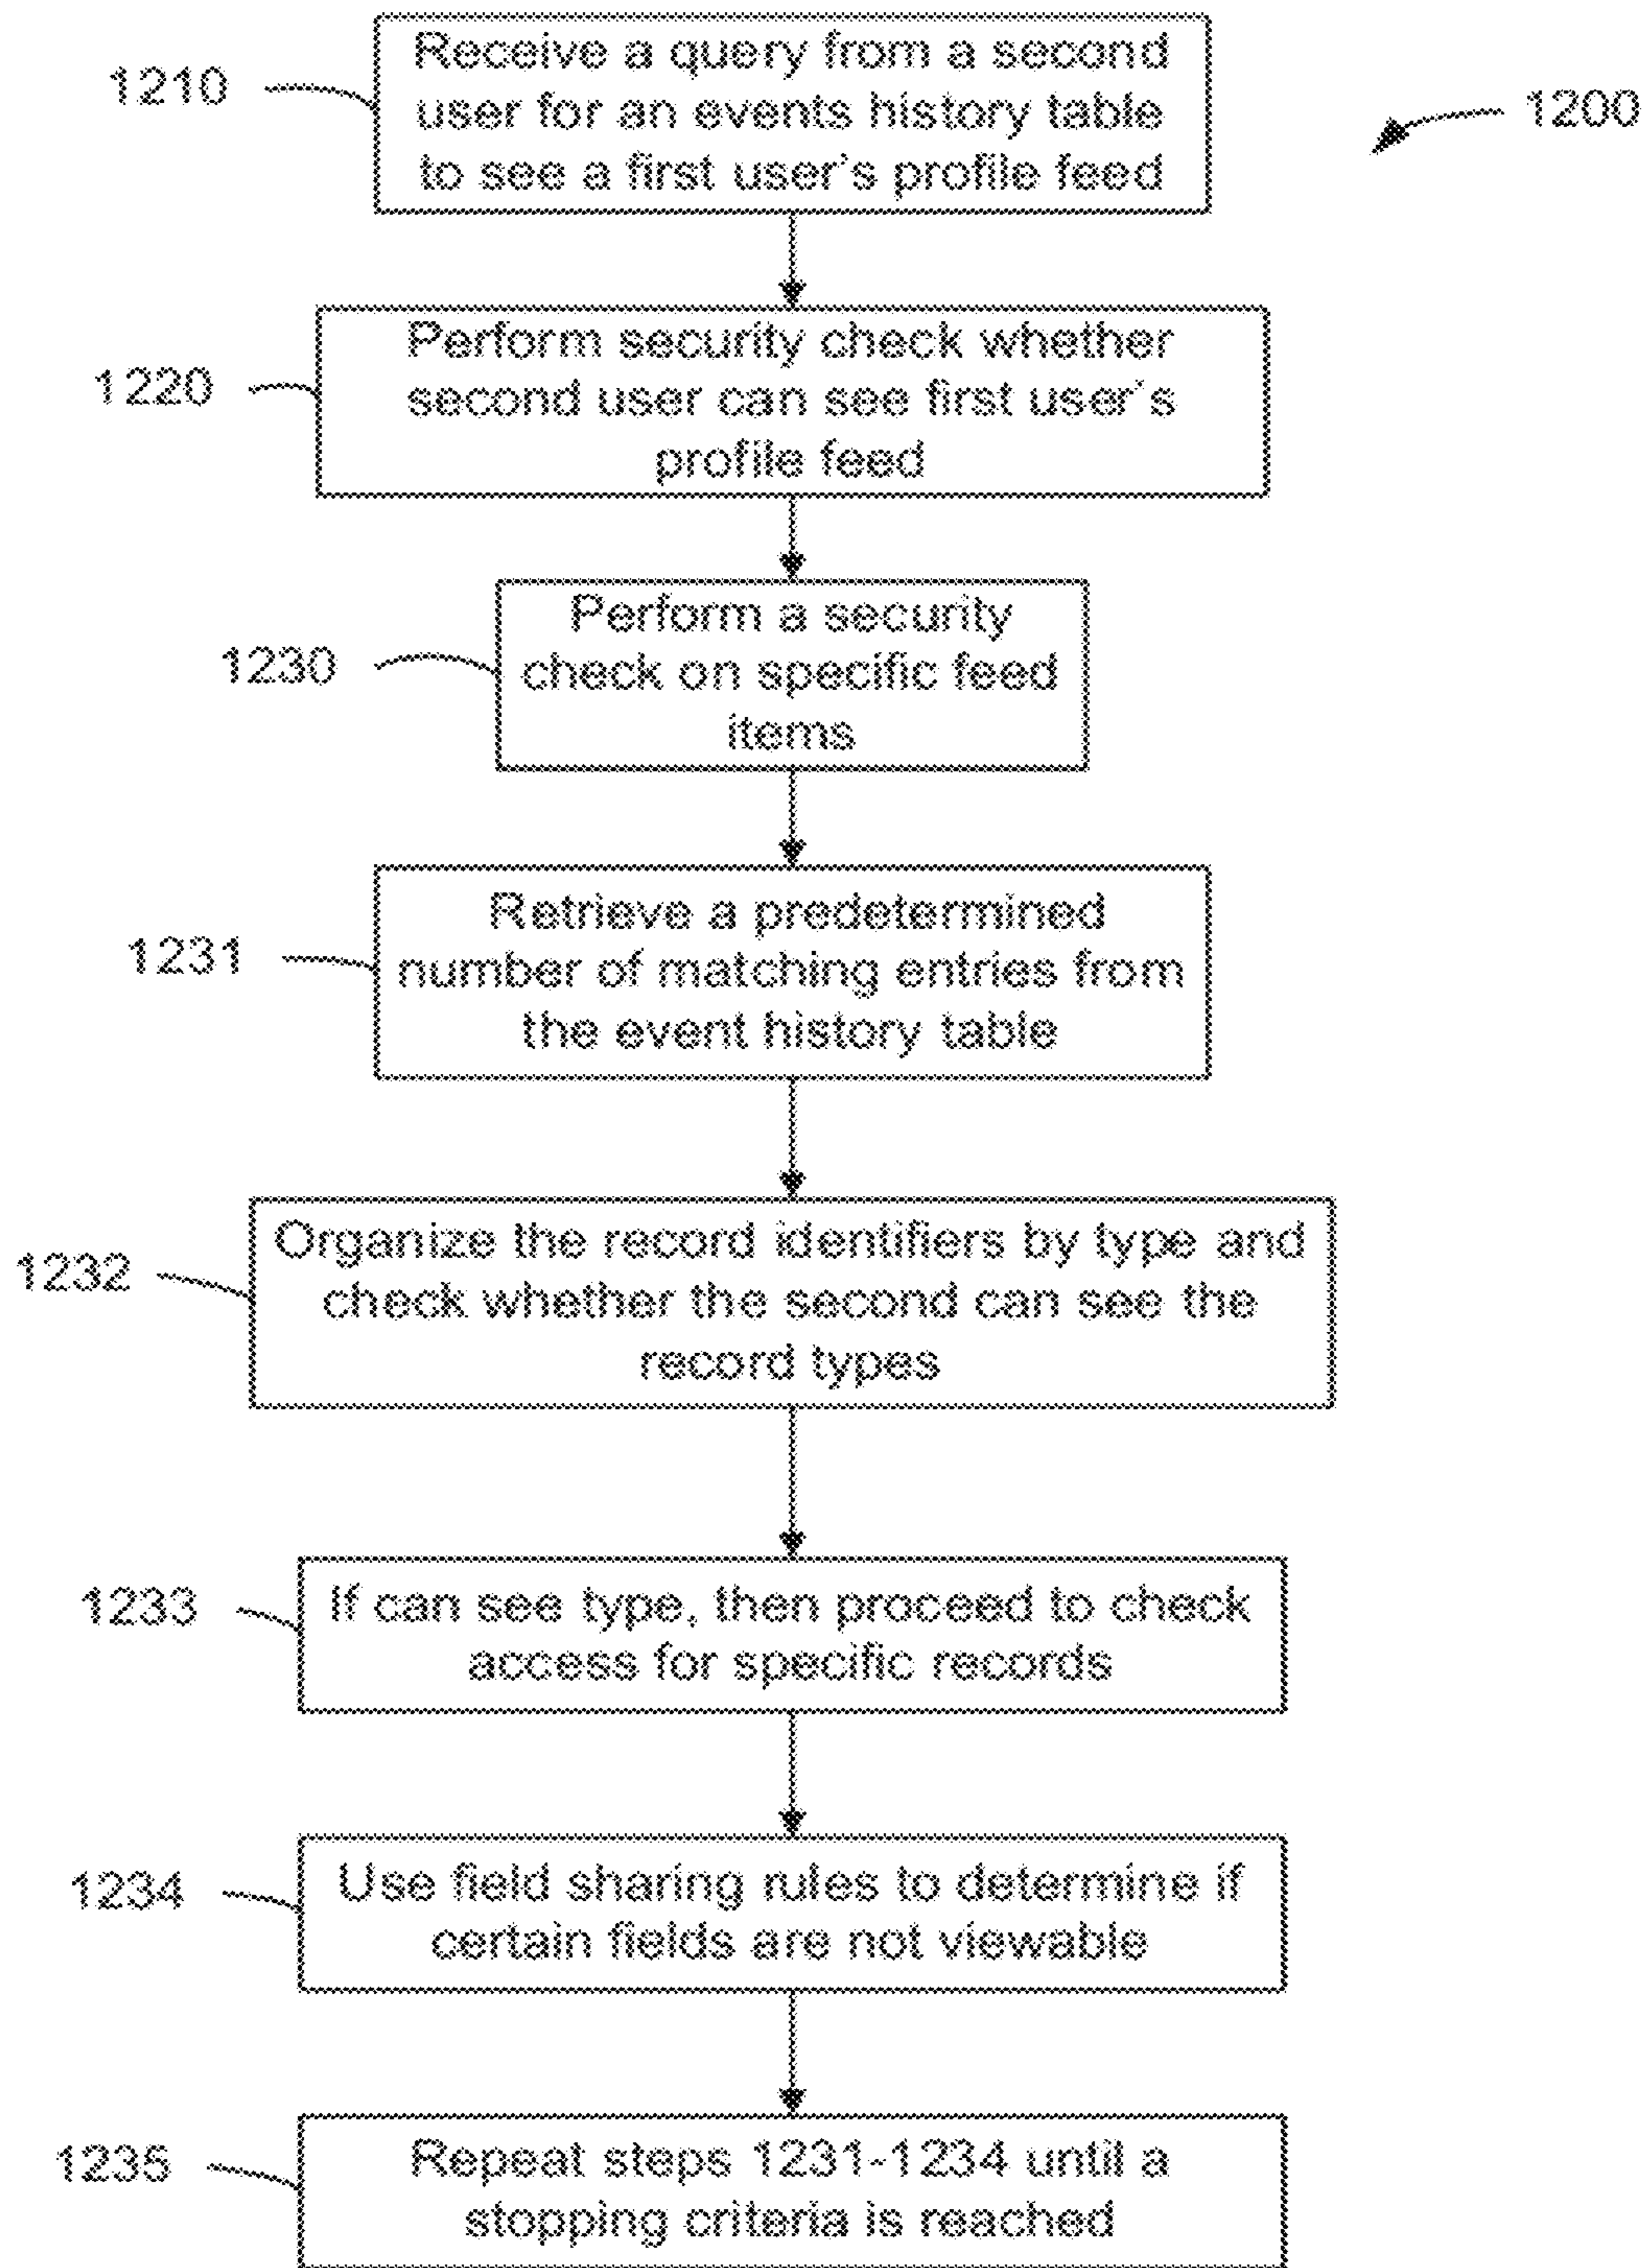 1200
1210
Receive a query from a second
user for an events history table
to see a first user's profile feed
1220
Perform security check whether
second user can see first user's
profile feed
1230
Perform a security
check on specific feed
items
1231
Retrieve a predetermined
number of matching entries from
the event history table
1232
Organize the record identifiers by type and
check whether the second can see the
record types
1233
If can see type, then proceed to check
access for specific records
1234
Use field sharing rules to determine if
certain fields are not viewable
1235
Repeat steps 1231-1234 until a
stopping criteria is reached